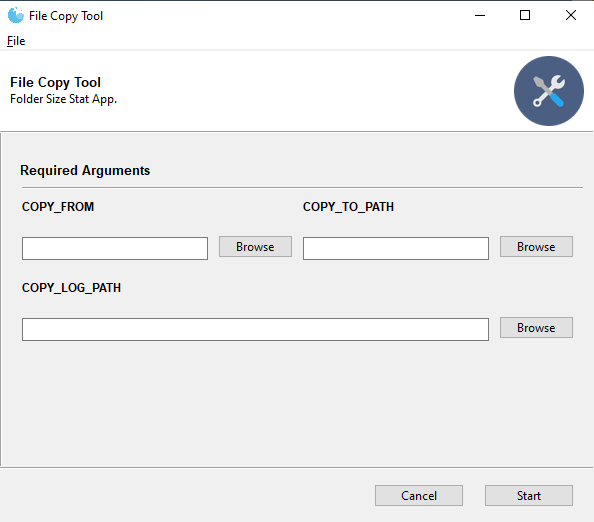 File Copy Tool
File
File Copy Tool
Folder Size Stat App.
Required Arguments
COPY_FROM
COPY_TO_PATH
Browse
Browse
COPY_LOG_PATH
Browse
Cancel
Start